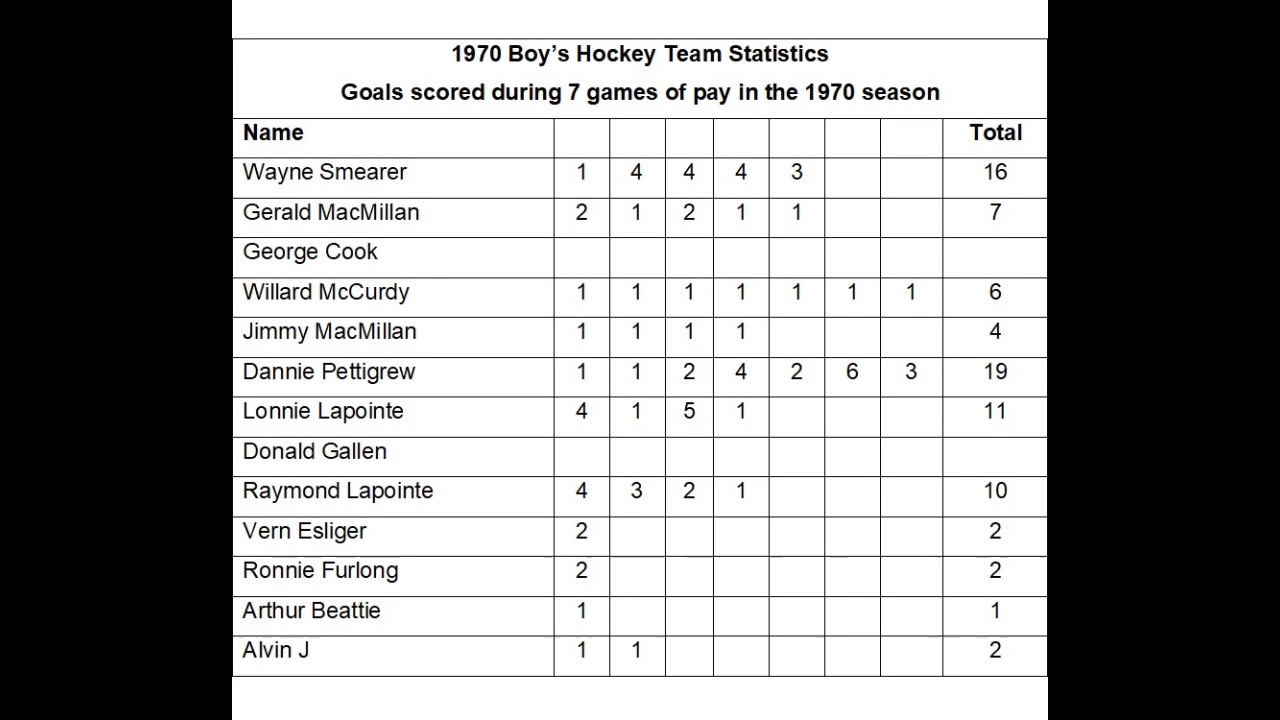 1970 Boy’s Hockey Team Statistics
Goals scored during 7 games of pay in the 1970 season
Name Total
Wayne Smearer 1 4 4 4 3 16
Gerald MacMillan 2 1 2 1 1 7
George Cook
Willard McCurdy 1 1 1 1 1 1 1 6
Jimmy MacMillan 1 1 1 1 4
Dannie Pettigrew 1 1 2 4 2 6 3 19
Lonnie Lapointe 4 1 5 1 11
Donald Gallen
Raymond Lapointe 4 3 2 1 10
Vern Esliger 2 2
Ronnie Furlong 2 2
Arthur Beattie 1 1
Alvin J 1 1 2